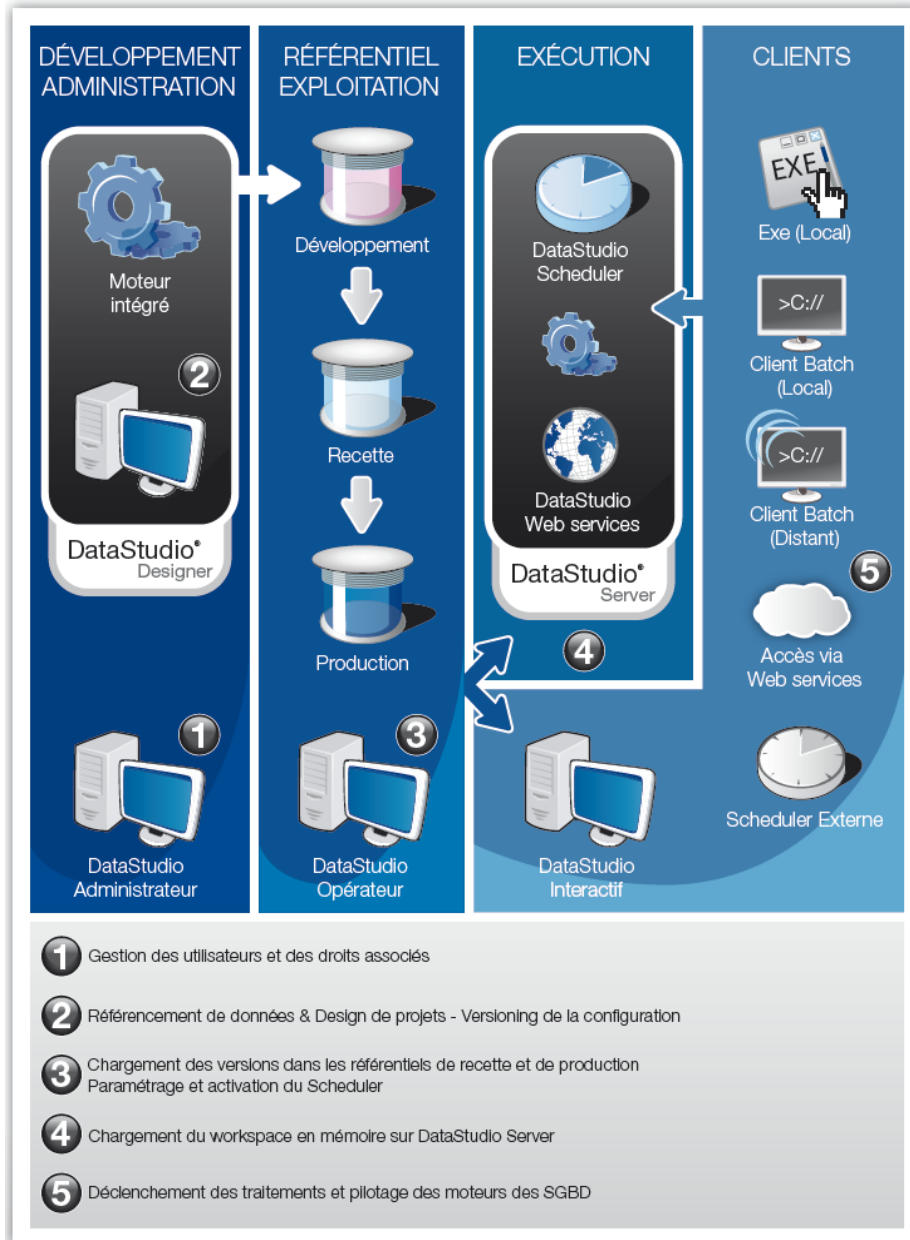 DÉVELOPPEMENT
ADMINISTRATION
Moteur
intégré
2
DataStudio®
Designer
1
DataStudio
Administrateur
RÉFÉRENTIEL
EXPLOITATION
Développement
Recette
Production
3
DataStudio
Opérateur
EXÉCUTION
DataStudio
Scheduler
DataStudio
Web services
DataStudio®
Server
4
DataStudio
Interactif
CLIENTS
EXE
Exe (Local)
>C://
Client Batch
(Local)
>C://
Client Batch
(Distant)
5
Accès via
Web services
Scheduler Externe
1 Gestion des utilisateurs et des droits associés
2 Référencement de données & Design de projets - Versioning de la configuration
3 Chargement des versions dans les référentiels de recette et de production
Paramétrage et activation du Scheduler
4 Chargement du workspace en mémoire sur DataStudio Server
5 Déclenchement des traitements et pilotage des moteurs des SGBD